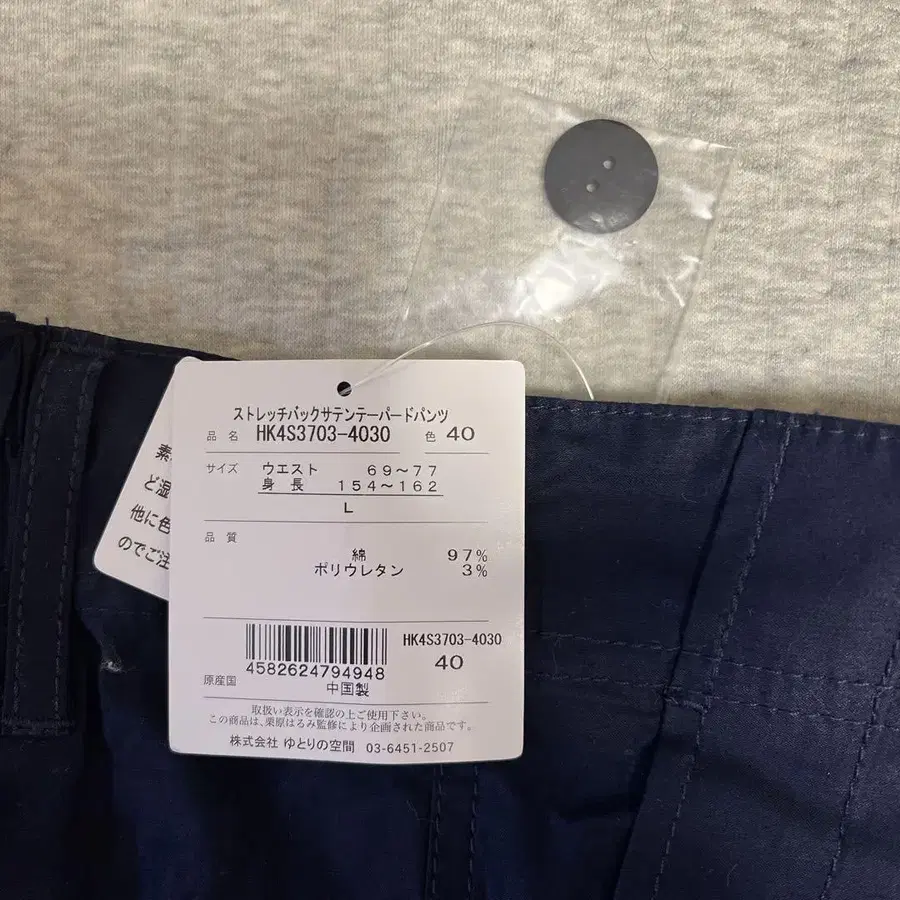 ストレッチバックサテンテーパードパンツ
品名 HK4S3703-4030 色 40
サイズ ウエスト 69～77
身長 154～162
L
品質
綿 97%
ポリウレタン 3%
HK4S3703-4030
40
4582624794948
原産国 中国製
取扱い表示を確認の上ご使用下さい。
この商品は、栗原はるみ監修により企画された商品です。
株式会社 ゆとりの空間 03-6451-2507
素
ど湿
他に色
のでご注